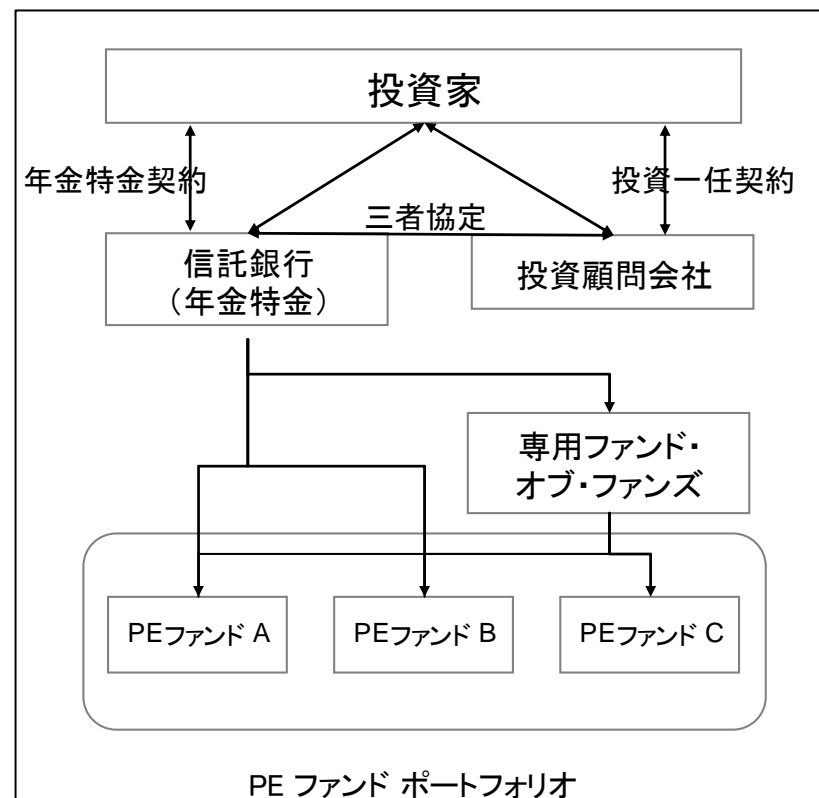 投資家
年金特金契約
投資一任契約
三者協定
信託銀行
（年金特金）
投資顧問会社
専用ファンド・
オブ・ファンズ
PEファンド A
PEファンド B
PEファンド C
PE ファンド ポートフォリオ